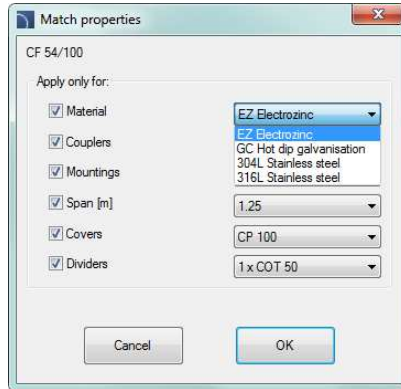 Match properties
CF 54/100
Apply only for:
Material EZ Electrozinc
EZ Electrozinc
Couplers GC Hot dip galvanisation
304L Stainless steel
Mountings 316L Stainless steel
Span [m] 1.25
Covers CP 100
Dividers 1 x COT 50
Cancel OK